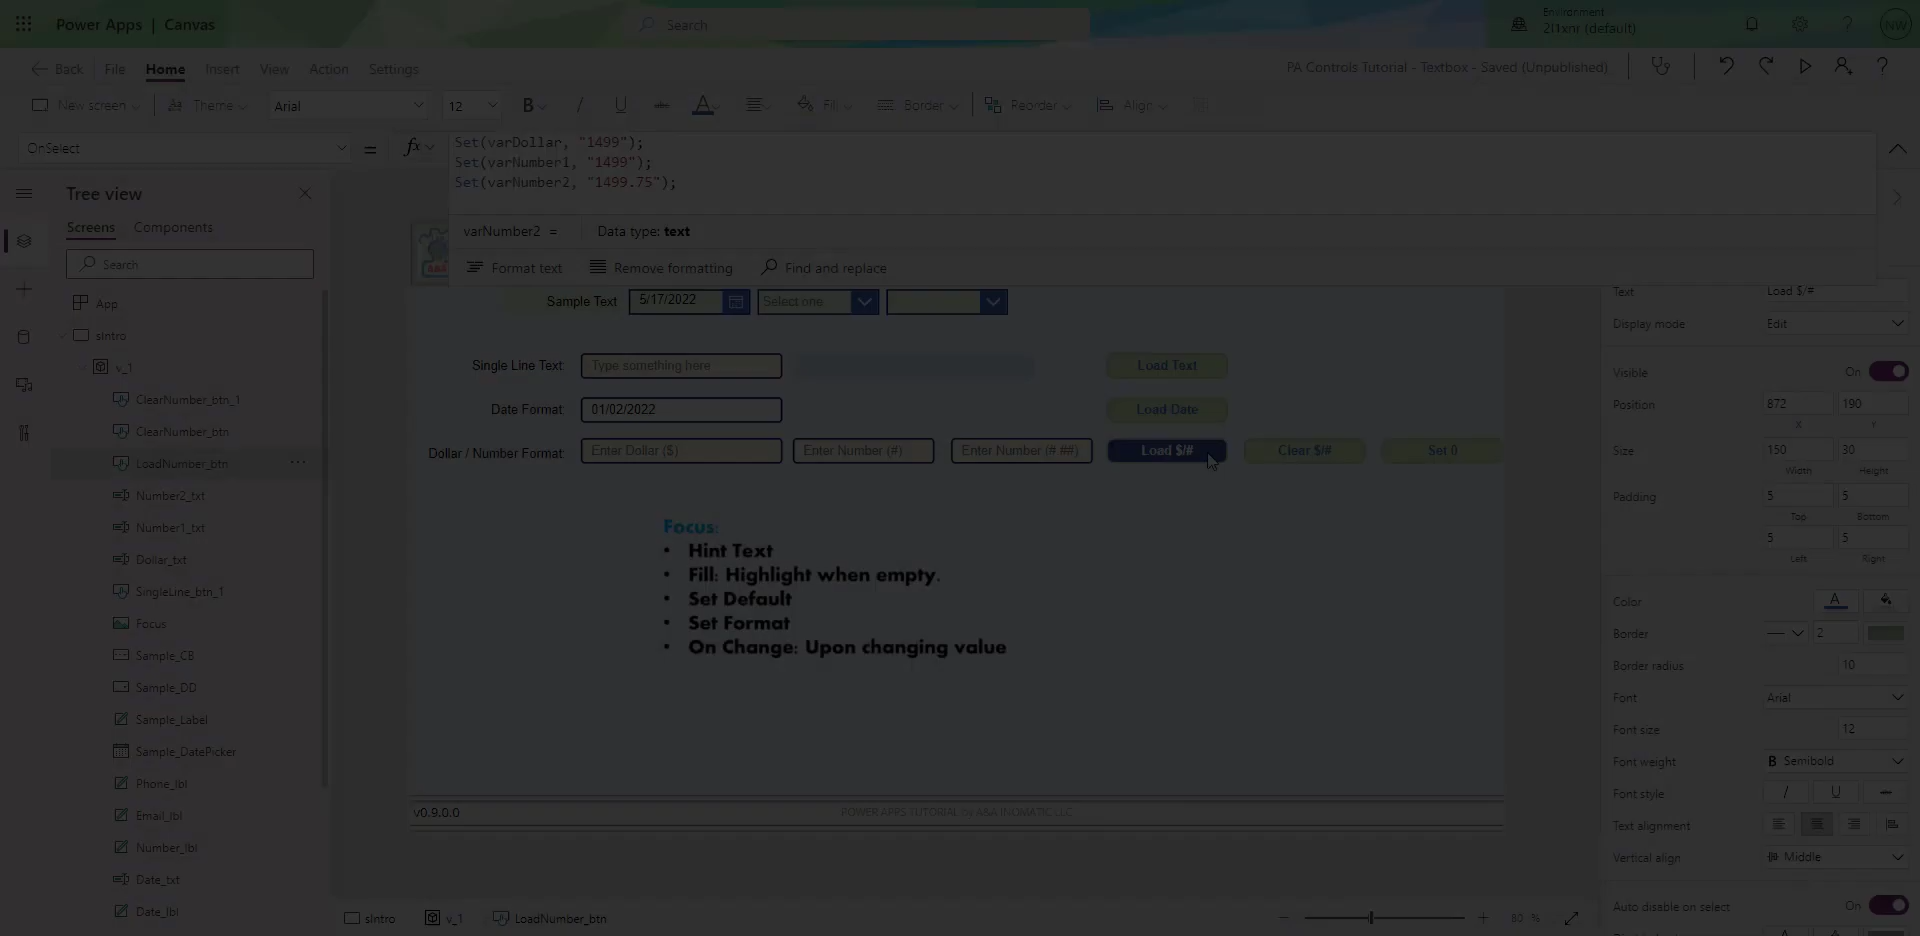 Power Apps | Canvas
Search
Environment
2l1xnr (default)
NW
Back File Home Insert View Action Settings
PA Controls Tutorial - Textbox - Saved (Unpublished)
New screen Theme Arial 12 B / U abc A Fill Border Reorder Align
OnSelect = fx
Set(varDollar, "1499");
Set(varNumber1, "1499");
Set(varNumber2, "1499.75");
varNumber2 = Data type: text
Format text Remove formatting Find and replace
Tree view
Screens Components
Search
App
sIntro
v_1
ClearNumber_btn_1
ClearNumber_btn
LoadNumber_btn ...
Number2_txt
Number1_txt
Dollar_txt
SingleLine_btn_1
Focus
Sample_CB
Sample_DD
Sample_Label
Sample_DatePicker
Phone_lbl
Email_lbl
Number_lbl
Date_txt
Date_lbl
Sample Text 5/17/2022 Select one
Single Line Text: Type something here Load Text
Date Format: 01/02/2022 Load Date
Dollar / Number Format: Enter Dollar ($) Enter Number (#) Enter Number (#.##) Load $/# Clear $/# Set 0
Focus:
• Hint Text
• Fill: Highlight when empty.
• Set Default
• Set Format
• On Change: Upon changing value
v0.9.0.0 POWER APPS TUTORIAL by A&A INOMATIC LLC
sIntro v_1 LoadNumber_btn
80 %
Text Load $/#
Display mode Edit
Visible On
Position 872 190
X Y
Size 150 30
Width Height
Padding 5 5
Top Bottom
5 5
Left Right
Color A
Border 2
Border radius 10
Font Arial
Font size 12
Font weight B Semibold
Font style / U
Text alignment
Vertical align Middle
Auto disable on select On